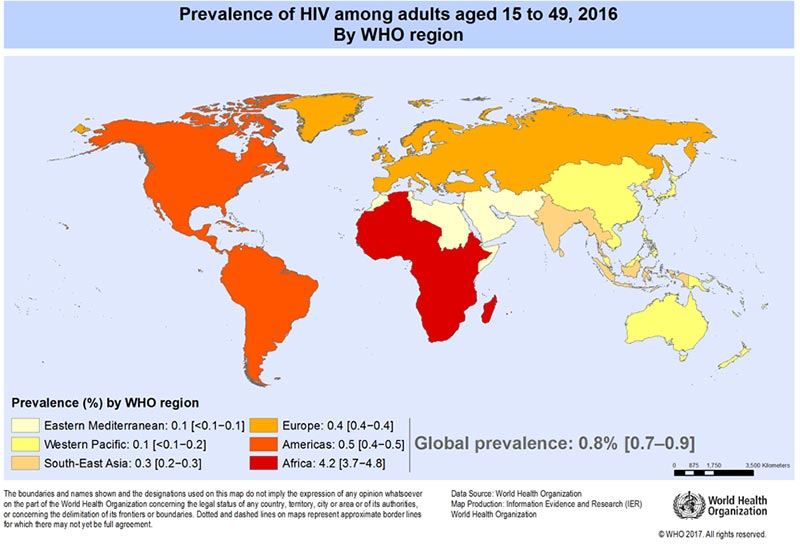 Prevalence of HIV among adults aged 15 to 49, 2016
By WHO region
Prevalence (%) by WHO region
Eastern Mediterranean: 0.1 [<0.1–0.1]
Western Pacific: 0.1 [<0.1–0.2]
South-East Asia: 0.3 [0.2–0.3]
Europe: 0.4 [0.4–0.4]
Americas: 0.5 [0.4–0.5]
Africa: 4.2 [3.7–4.8]
Global prevalence: 0.8% [0.7–0.9]
0 875 1,750 3,500 Kilometers
The boundaries and names shown and the designations used on this map do not imply the expression of any opinion whatsoever
on the part of the World Health Organization concerning the legal status of any country, territory, city or area or of its authorities,
or concerning the delimitation of its frontiers or boundaries. Dotted and dashed lines on maps represent approximate border lines
for which there may not yet be full agreement.
Data Source: World Health Organization
Map Production: Information Evidence and Research (IER)
World Health Organization
World Health
Organization
© WHO 2017. All rights reserved.